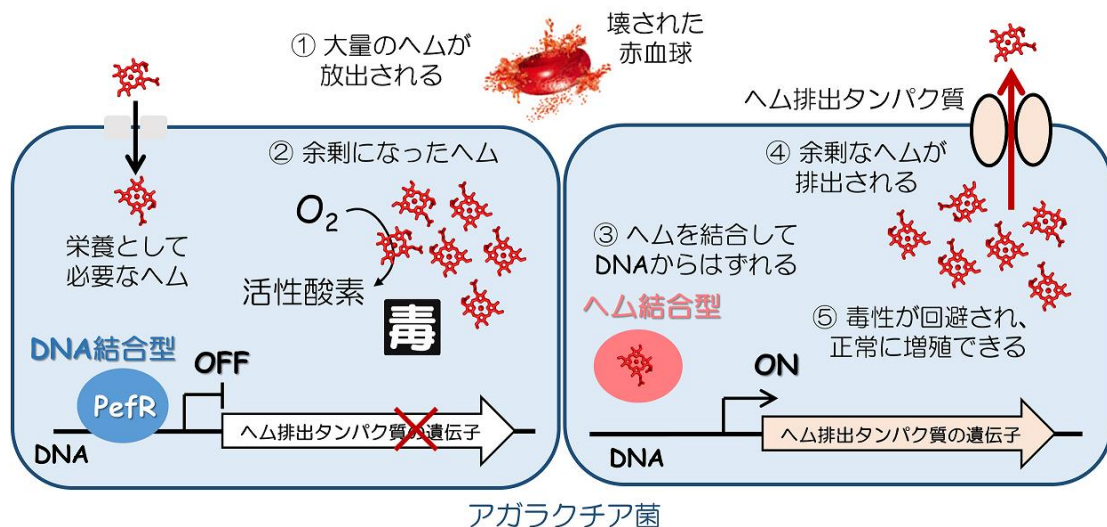 ① 大量のヘムが
放出される
壊された
赤血球
ヘム排出タンパク質
② 余剰になったヘム
O2
活性酸素
毒
栄養として
必要なヘム
DNA結合型
PefR
OFF
ヘム排出タンパク質の遺伝子
DNA
④ 余剰なヘムが
排出される
③ ヘムを結合して
DNAからはずれる
ヘム結合型
⑤ 毒性が回避され、
正常に増殖できる
ON
ヘム排出タンパク質の遺伝子
DNA
アガラクチア菌